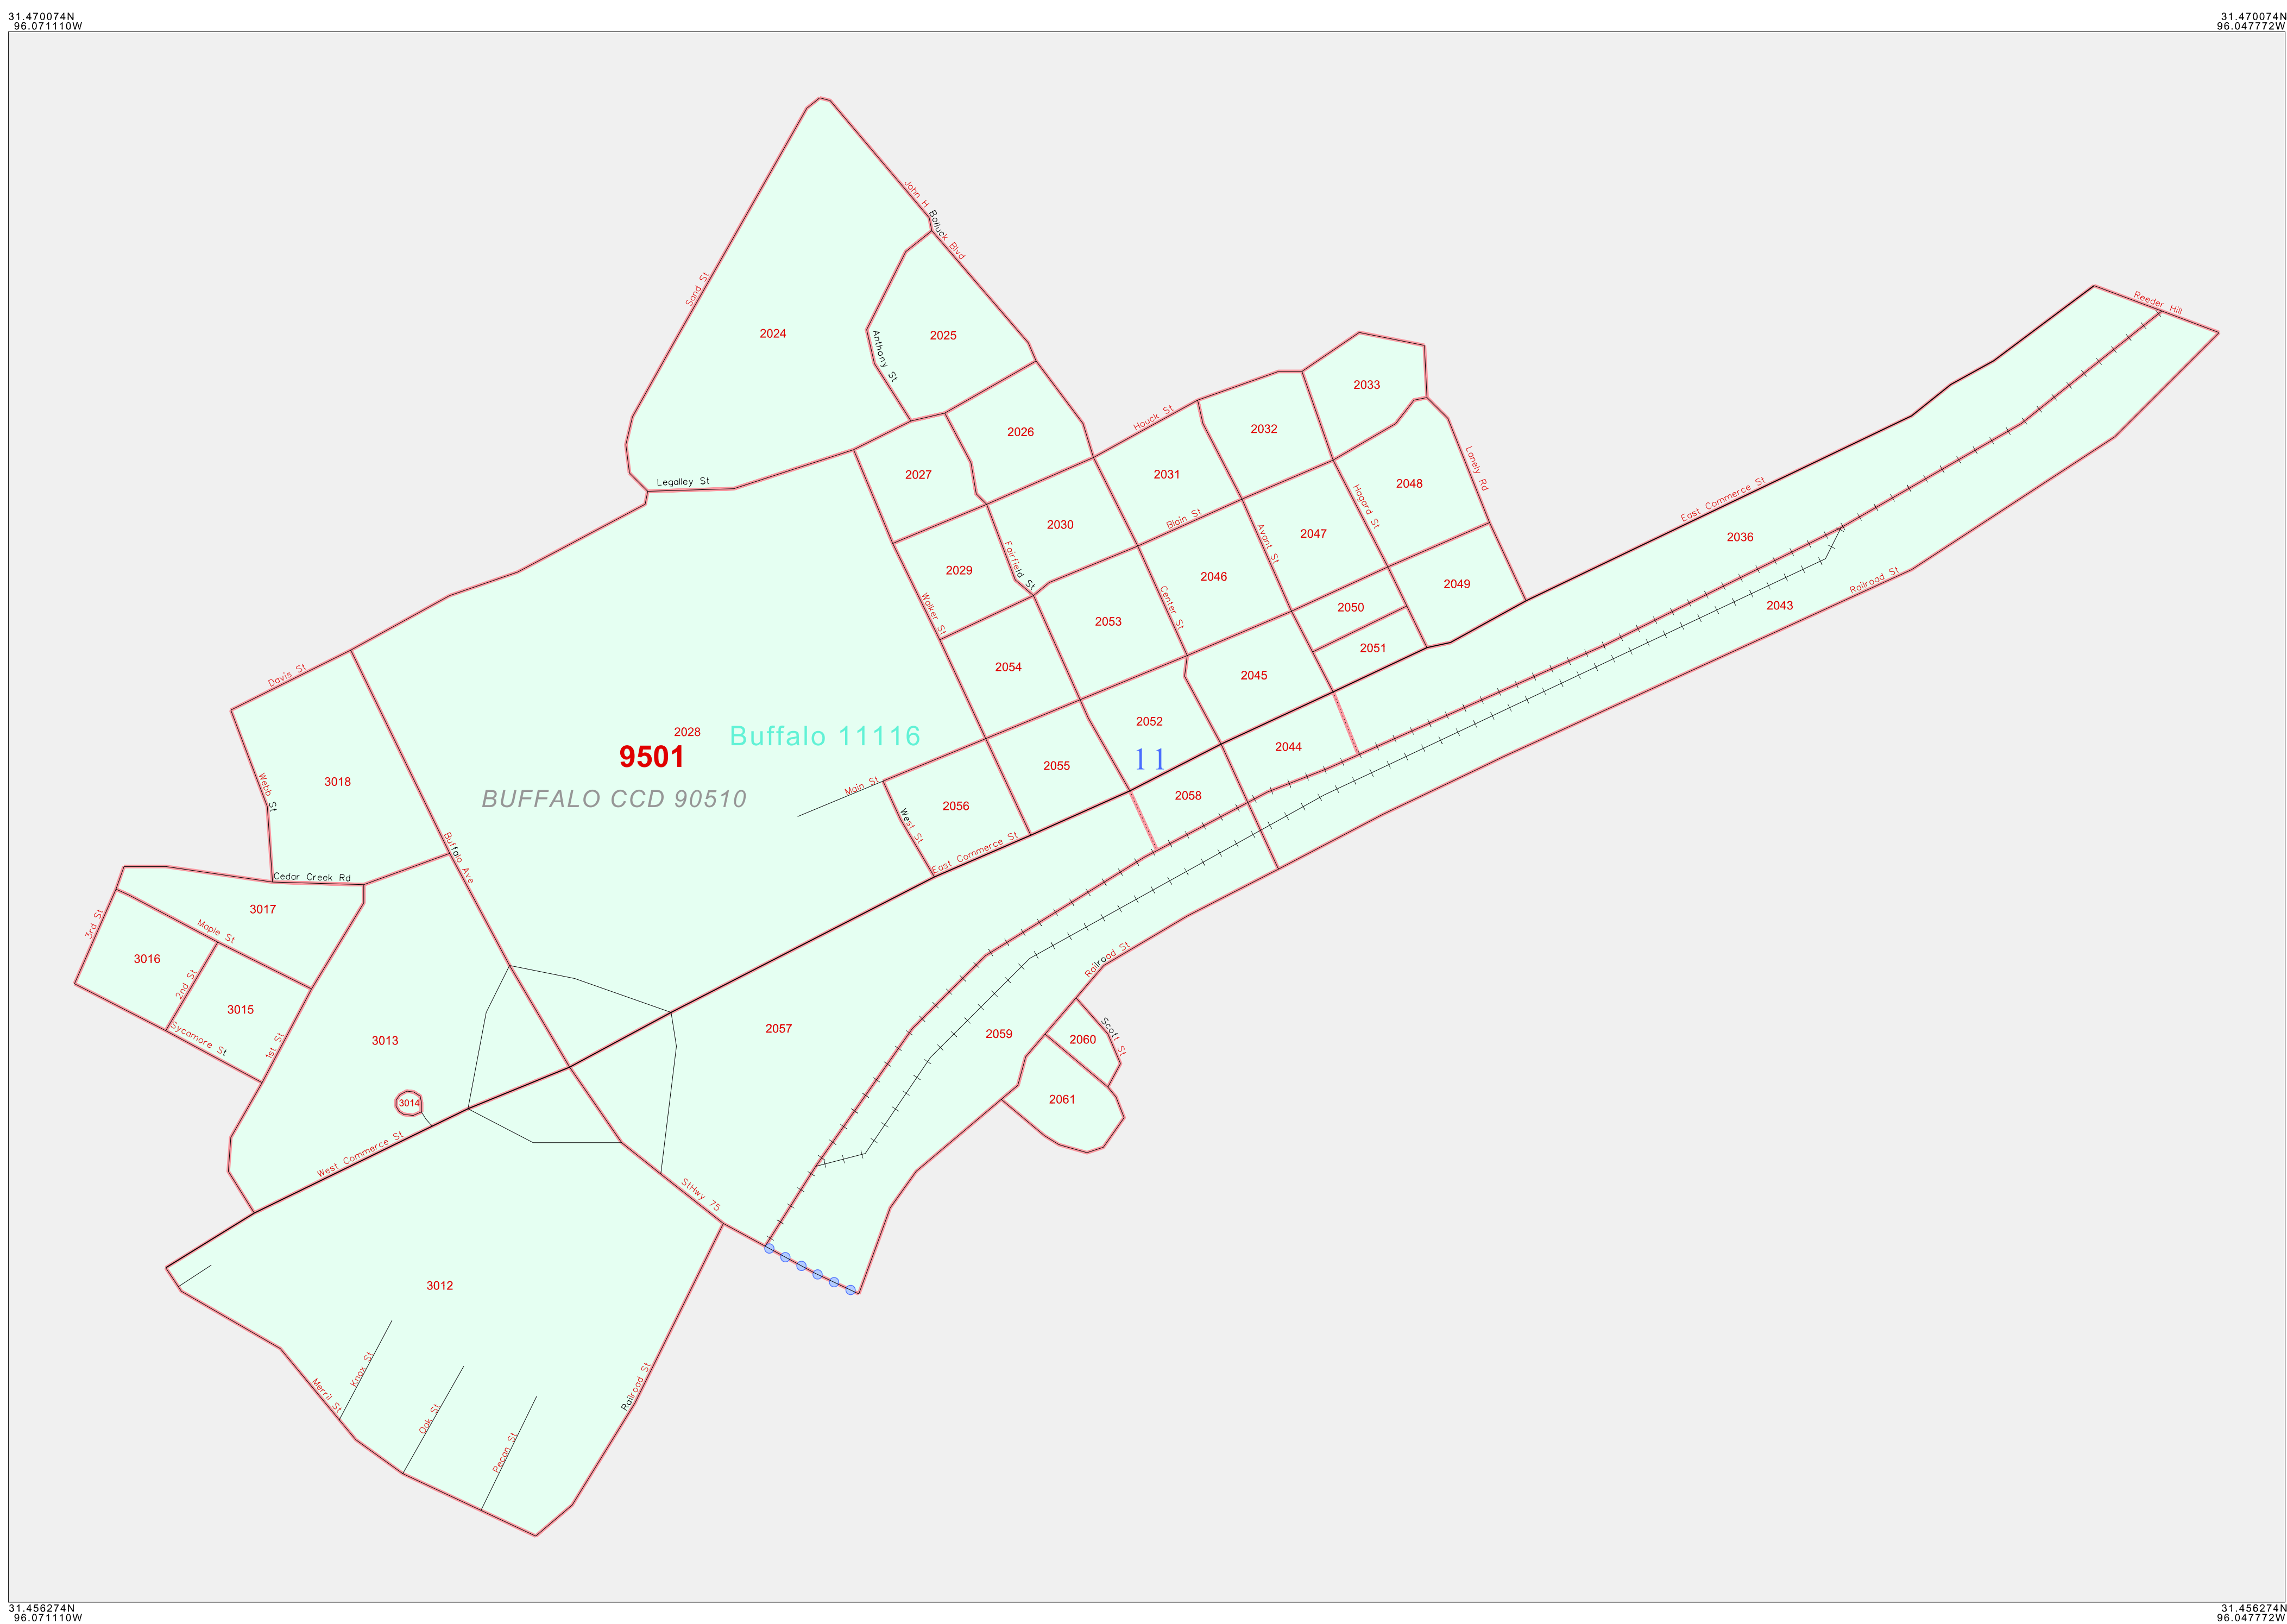 31.470074N
96.071110W
31.470074N
96.047772W
John H Bolluck Blvd
Sand St
2024
2025
Anthony St
Reeder Hill
2033
Houck St
2032
2026
2027
2031
Lanely Rd
2048
Legalley St
East Commerce St
Hagard St
Blain St
2030
Avant St
2047
2036
Fairfield St
2029
2046
2049
Railroad St
2043
Walker St
Center St
2050
2053
2051
2054
Davis St
2045
2052
2028
Buffalo 11116
9501
11
2044
2055
Webb St
3018
Main St
BUFFALO CCD 90510
2056
2058
West St
Buffalo Ave
East Commerce St
Cedar Creek Rd
3017
3rd St
Maple St
3016
2nd St
Railroad St
3015
Sycamore St
1st St
3013
2057
2059
Scott St
2060
2061
3014
West Commerce St
StHwy 75
3012
Knox St
Merril St
Oak St
Railroad St
Pecan St
31.456274N
96.071110W
31.456274N
96.047772W